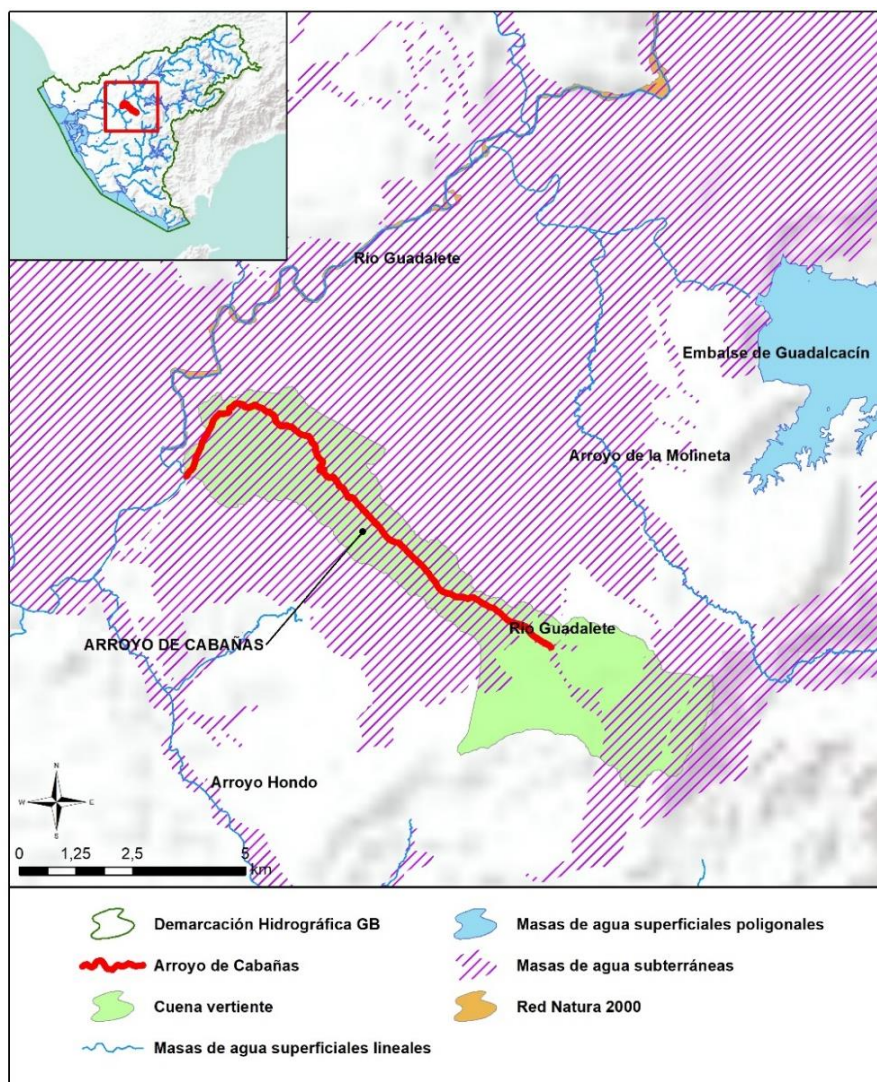 Río Guadalete
Embalse de Guadalcacín
Arroyo de la Molineta
Río Guadalete
ARROYO DE CABAÑAS
Arroyo Hondo
N
W E
S
0 1,25 2,5 5
km
Demarcación Hidrográfica GB
Masas de agua superficiales poligonales
Arroyo de Cabañas
Masas de agua subterráneas
Cuena vertiente
Red Natura 2000
Masas de agua superficiales lineales